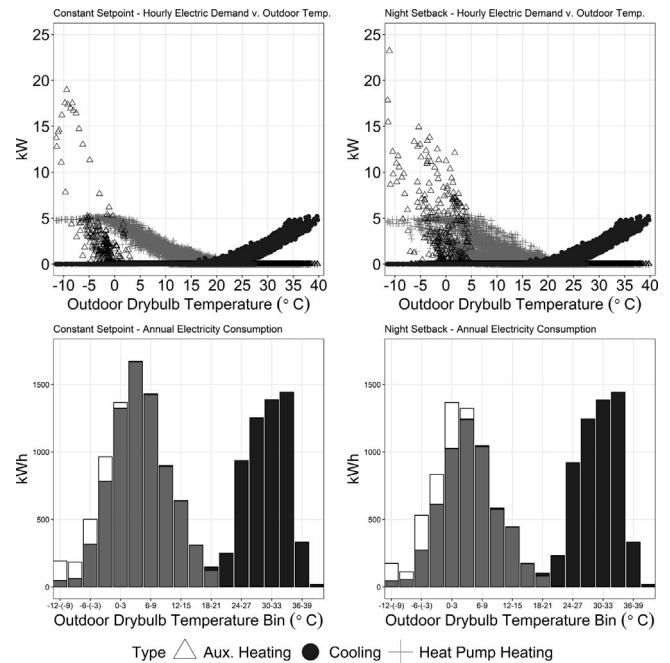 Constant Setpoint - Hourly Electric Demand v. Outdoor Temp.
25
20
15
10
5
0
kW
-10 -5 0 5 10 15 20 25 30 35 40
Outdoor Drybulb Temperature (° C)
Night Setback - Hourly Electric Demand v. Outdoor Temp.
25
20
15
10
5
0
kW
-10 -5 0 5 10 15 20 25 30 35 40
Outdoor Drybulb Temperature (° C)
Constant Setpoint - Annual Electricity Consumption
1500
1000
500
0
kWh
-12-(-9) -6-(-3) 0-3 6-9 12-15 18-21 24-27 30-33 36-39
Outdoor Drybulb Temperature Bin (° C)
Night Setback - Annual Electricity Consumption
1500
1000
500
0
kWh
-12-(-9) -6-(-3) 0-3 6-9 12-15 18-21 24-27 30-33 36-39
Outdoor Drybulb Temperature Bin (° C)
Type Aux. Heating Cooling Heat Pump Heating